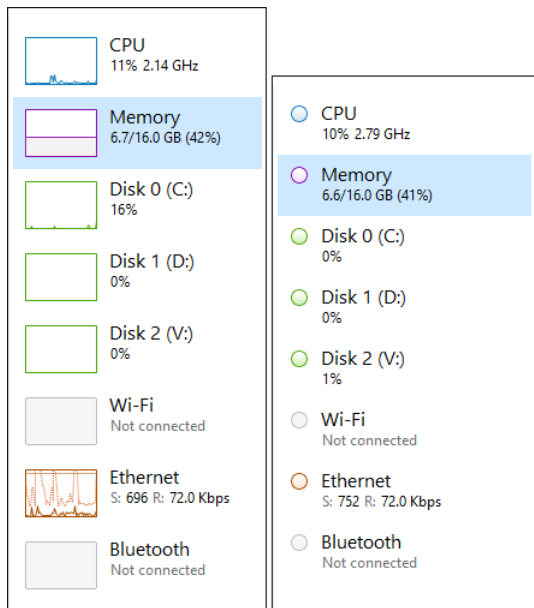 CPU
11% 2.14 GHz
Memory
6.7/16.0 GB (42%)
Disk 0 (C:)
16%
Disk 1 (D:)
0%
Disk 2 (V:)
0%
Wi-Fi
Not connected
Ethernet
S: 696 R: 72.0 Kbps
Bluetooth
Not connected
CPU
10% 2.79 GHz
Memory
6.6/16.0 GB (41%)
Disk 0 (C:)
0%
Disk 1 (D:)
0%
Disk 2 (V:)
1%
Wi-Fi
Not connected
Ethernet
S: 752 R: 72.0 Kbps
Bluetooth
Not connected